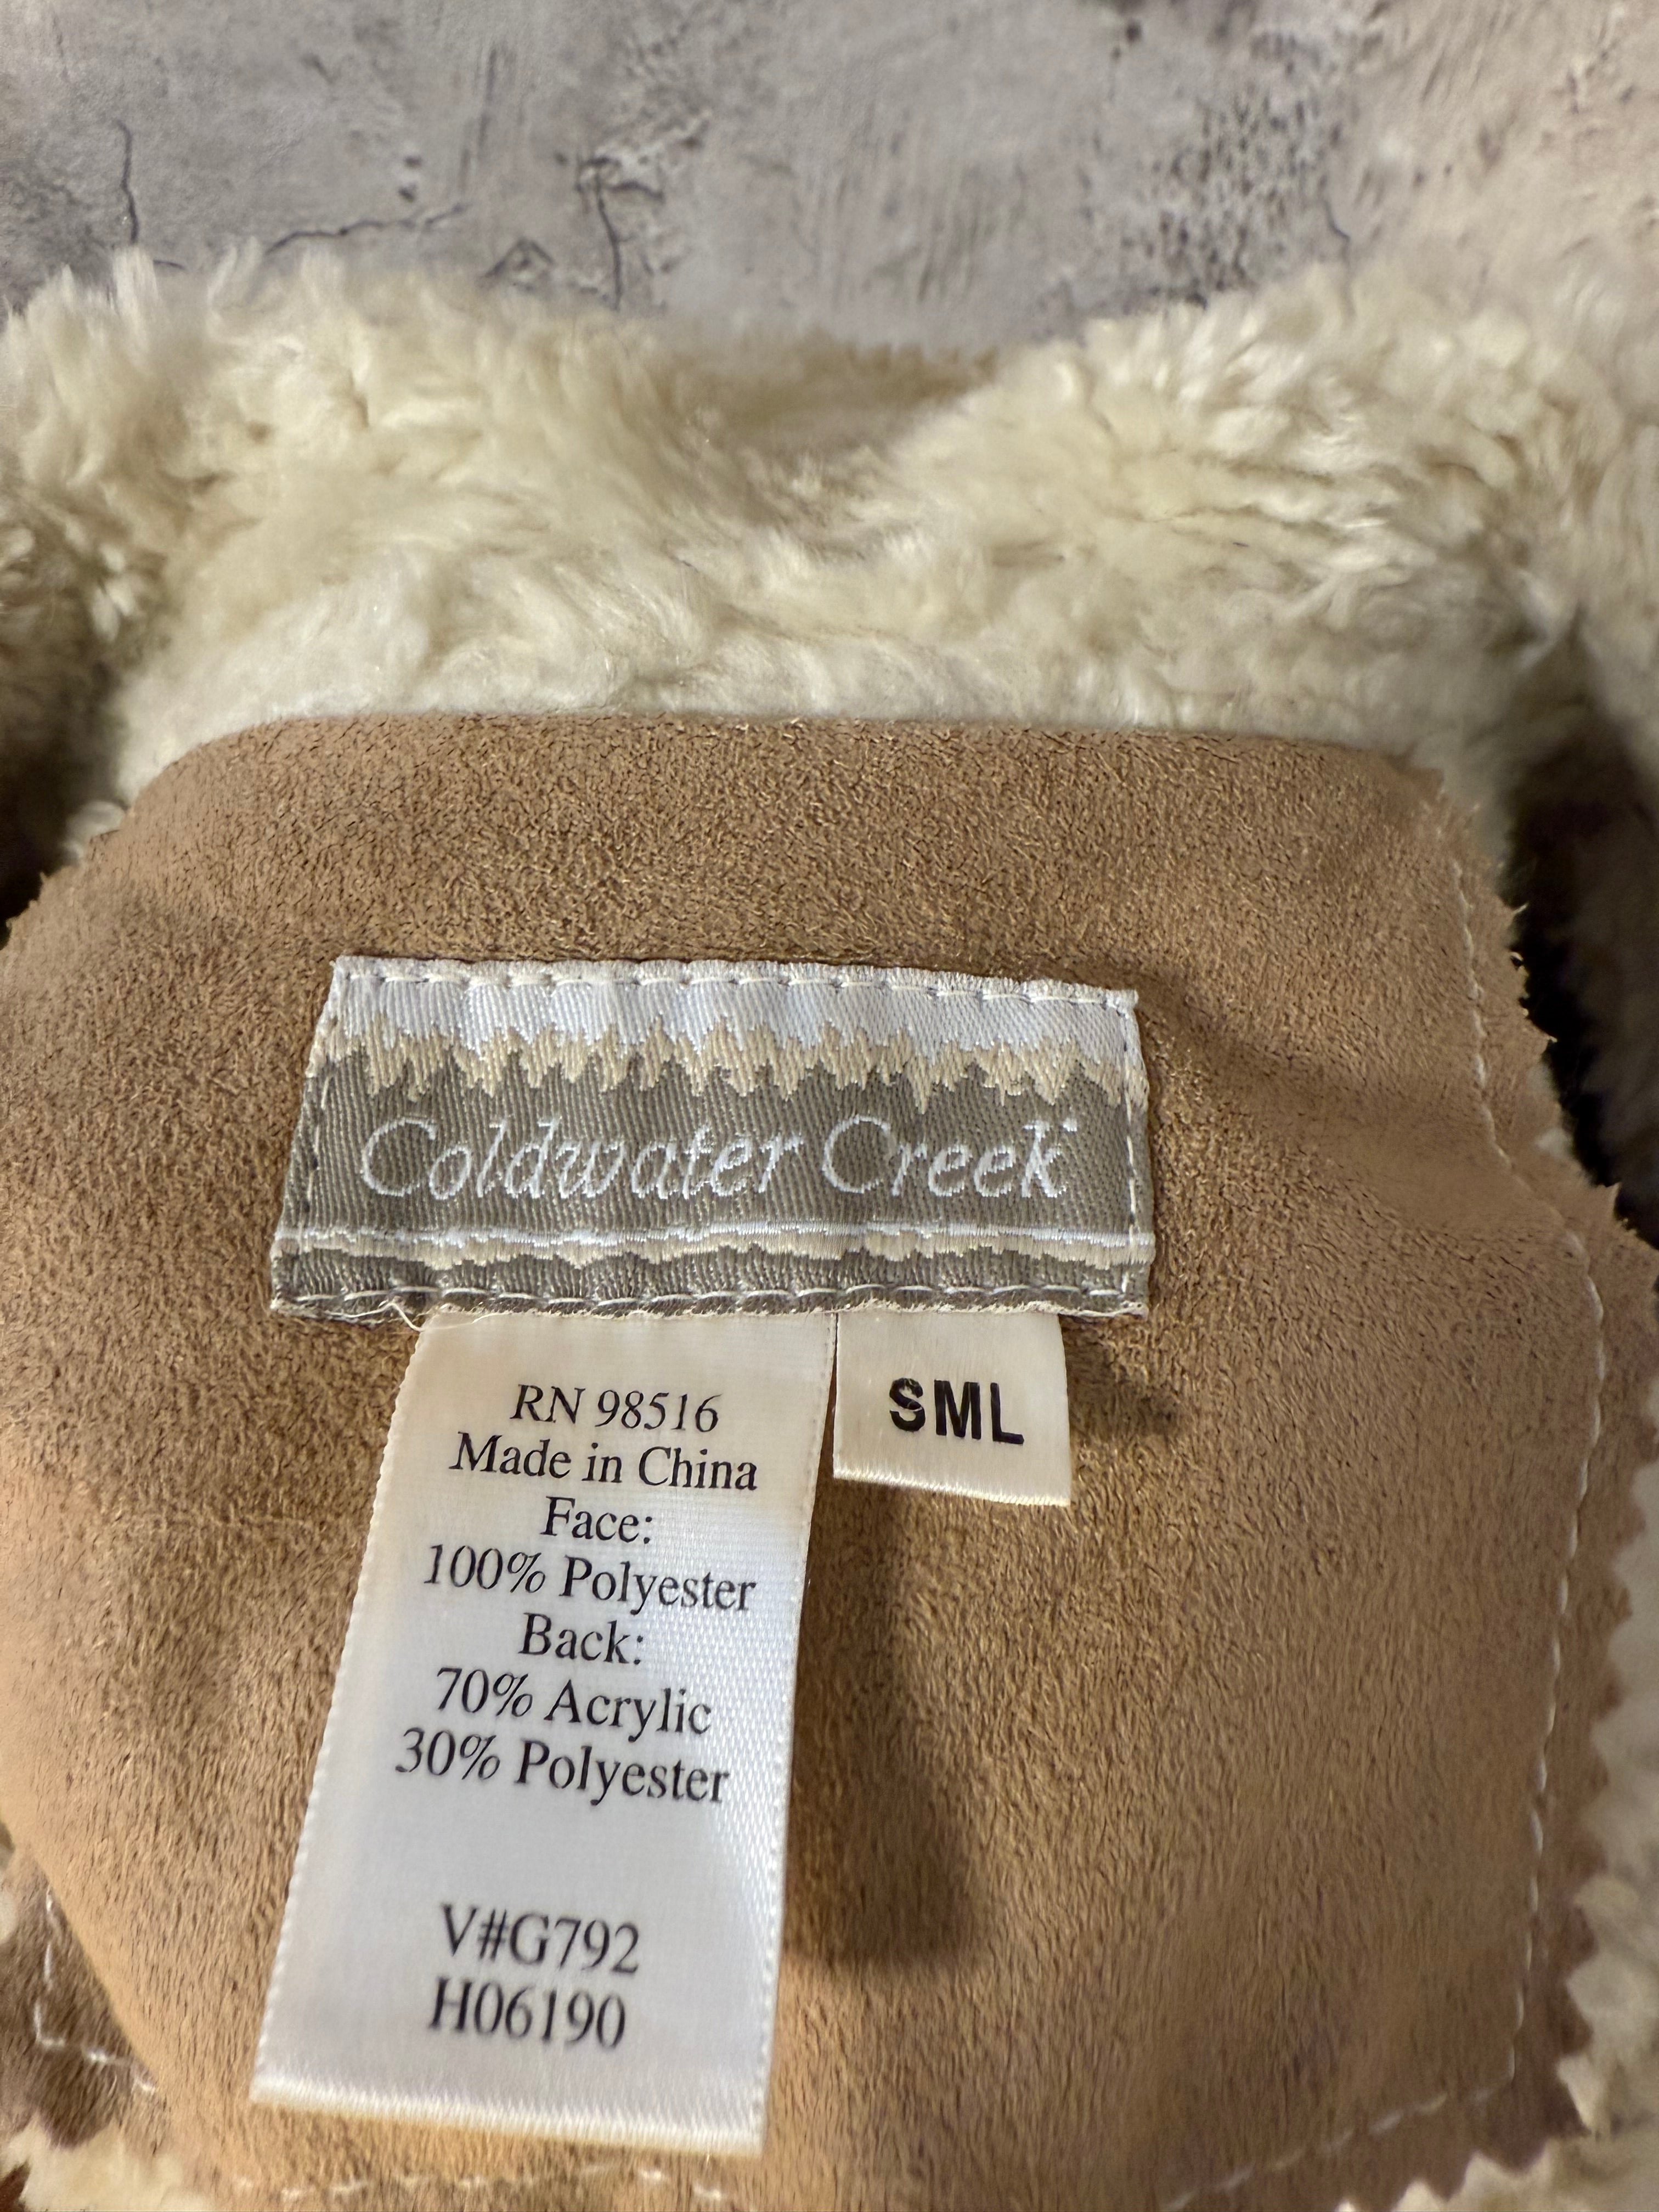 Coldwater Creek
RN 98516
Made in China
Face:
100% Polyester
Back:
70% Acrylic
30% Polyester
V#G792
H06190
SML